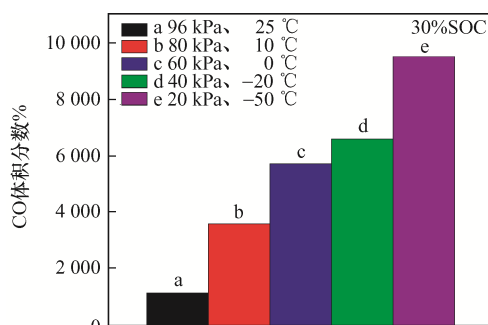 30%SOC
a 96 kPa、 25 ℃
b 80 kPa、 10 ℃
c 60 kPa、 0 ℃
d 40 kPa、 –20 ℃
e 20 kPa、 –50 ℃
CO体积分数%
10 000
8 000
6 000
4 000
2 000
0
a
b
c
d
e